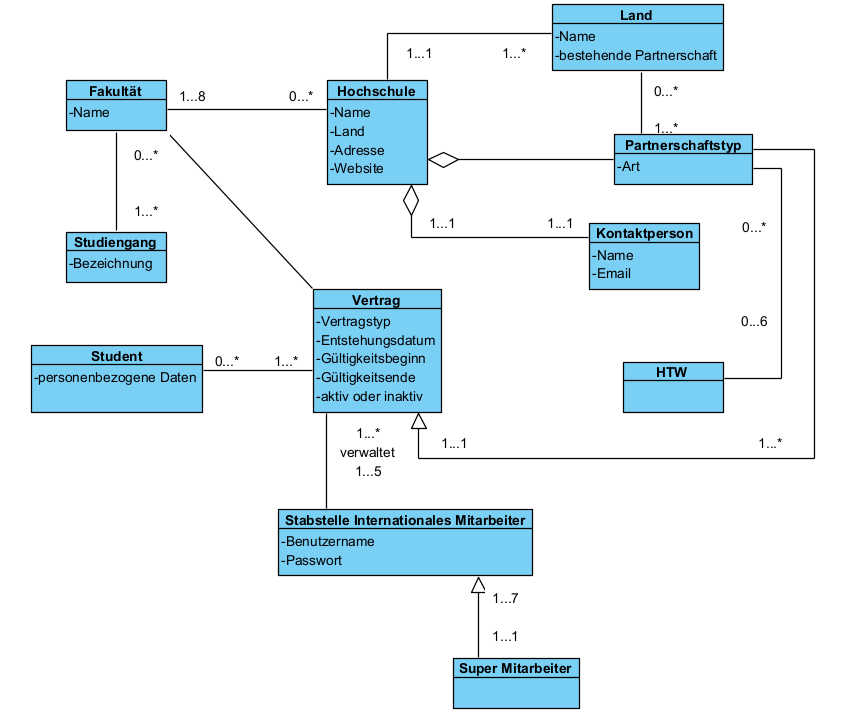 Land
-Name
-bestehende Partnerschaft
1...1
1...*
Fakultät
-Name
1...8
0...*
Hochschule
-Name
-Land
-Adresse
-Website
0...*
1...*
Partnerschaftstyp
-Art
0...*
1...*
Studiengang
-Bezeichnung
1...1
1...1
Kontaktperson
-Name
-Email
0...*
0...6
Vertrag
-Vertragstyp
-Entstehungsdatum
-Gültigkeitsbeginn
-Gültigkeitsende
-aktiv oder inaktiv
Student
-personenbezogene Daten
0...*
1...*
HTW
1...*
verwaltet
1...5
1...1
1...*
Stabstelle Internationales Mitarbeiter
-Benutzername
-Passwort
1...7
1...1
Super Mitarbeiter